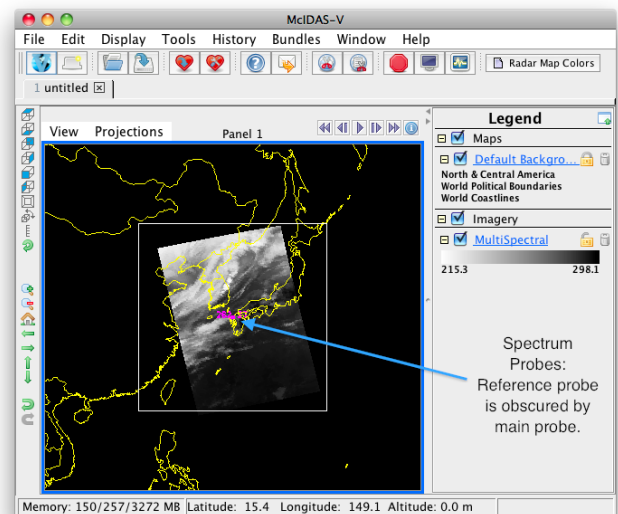 McIDAS-V
File Edit Display Tools History Bundles Window Help
Radar Map Colors
1 untitled
View Projections Panel 1
Legend
Maps
Default Backgro...
North & Central America
World Political Boundaries
World Coastlines
Imagery
MultiSpectral
215.3 298.1
Spectrum
Probes:
Reference probe
is obscured by
main probe.
Memory: 150/257/3272 MB Latitude: 15.4 Longitude: 149.1 Altitude: 0.0 m